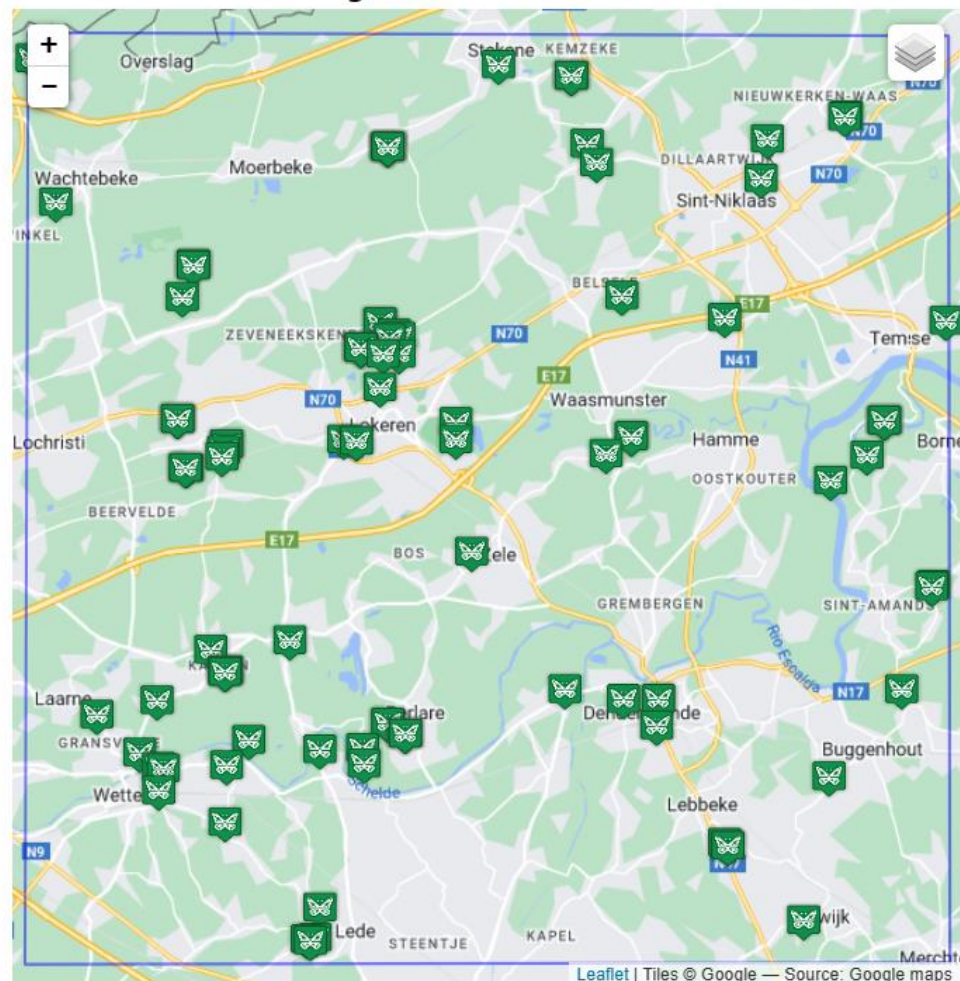 +
−
Overslag
KEMZEKE
NIEUWKERKEN-WAAS
N70
N70
Moerbeke
DILLAARTWIJK
Wachtebeke
N70
Sint-Niklaas
E17
ZEVENEEKSKEN
N70
Temse
N41
E17
N70
Waasmunster
Lokeren
Lochristi
Hamme
OOSTKOUTER
BEERVELDE
E17
BOS
GREMBERGEN
SINT-AMANDS
Rio Escalda
Laarne
N17
Buggenhout
Schelde
Lebbeke
N9
Lede
STEENTJE
KAPEL
Leaflet | Tiles © Google — Source: Google maps